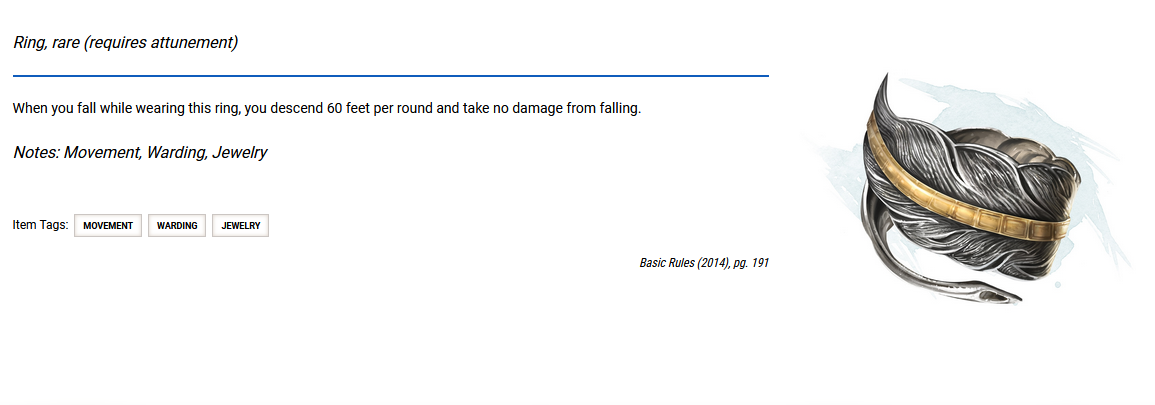 Ring, rare (requires attunement)
When you fall while wearing this ring, you descend 60 feet per round and take no damage from falling.
Notes: Movement, Warding, Jewelry
Item Tags: MOVEMENT WARDING JEWELRY
Basic Rules (2014), pg. 191